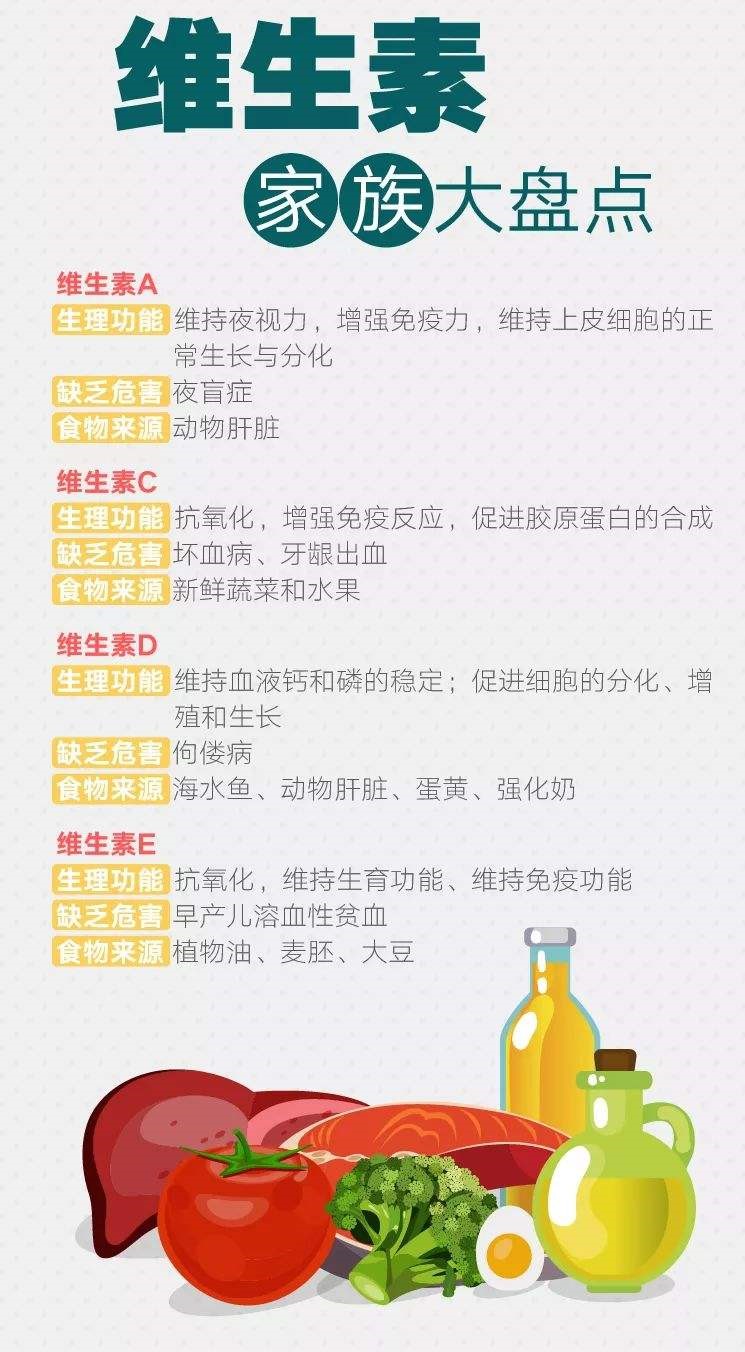 维生素
家族大盘点
维生素A
生理功能 维持夜视力，增强免疫力，维持上皮细胞的正
常生长与分化
缺乏危害 夜盲症
食物来源 动物肝脏
维生素C
生理功能 抗氧化，增强免疫反应，促进胶原蛋白的合成
缺乏危害 坏血病、牙龈出血
食物来源 新鲜蔬菜和水果
维生素D
生理功能 维持血液钙和磷的稳定；促进细胞的分化、增
殖和生长
缺乏危害 佝偻病
食物来源 海水鱼、动物肝脏、蛋黄、强化奶
维生素E
生理功能 抗氧化，维持生育功能、维持免疫功能
缺乏危害 早产儿溶血性贫血
食物来源 植物油、麦胚、大豆